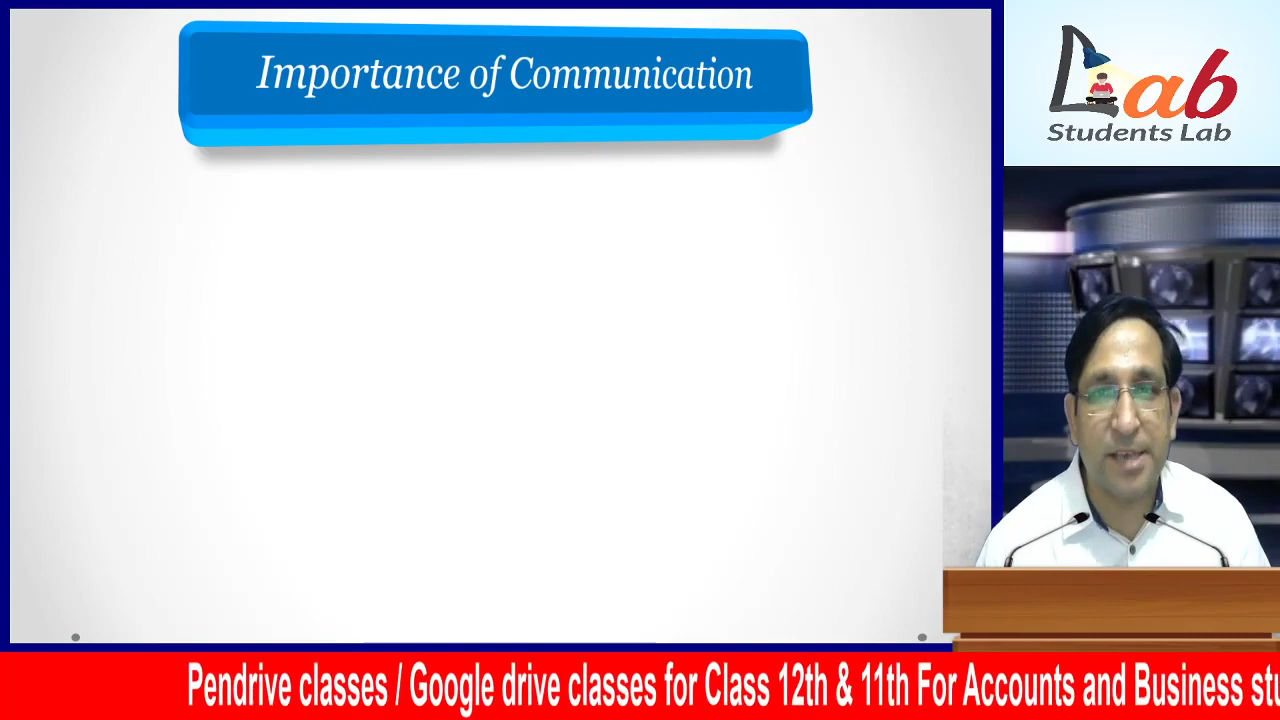 Importance of Communication
Lab
Students Lab
Pendrive classes / Google drive classes for Class 12th & 11th For Accounts and Business stu